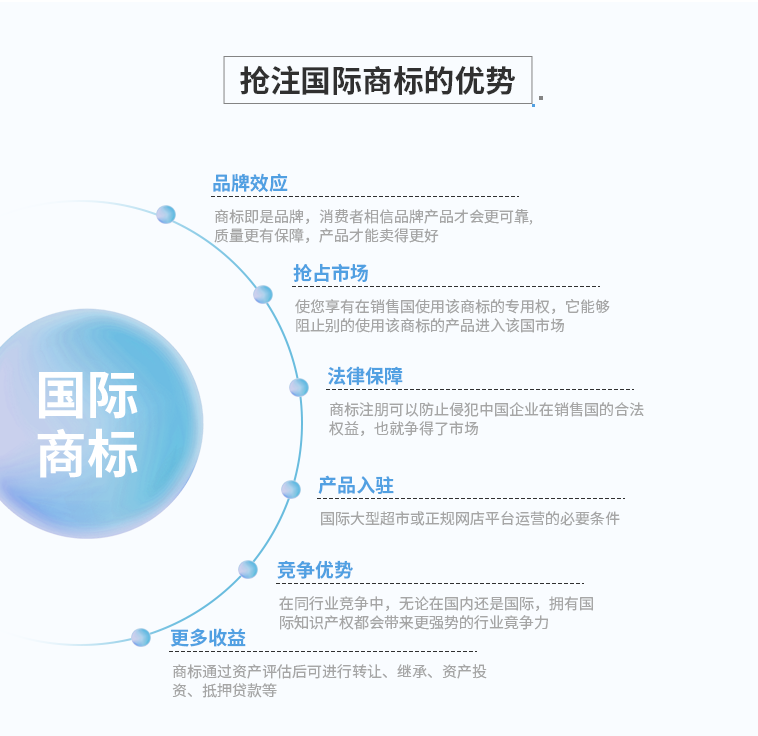 抢注国际商标的优势
品牌效应
商标即是品牌，消费者相信品牌产品才会更可靠,
质量更有保障，产品才能卖得更好
抢占市场
使您享有在销售国使用该商标的专用权，它能够
阻止别的使用该商标的产品进入该国市场
国际
商标
法律保障
商标注朋可以防止侵犯中国企业在销售国的合法
权益，也就争得了市场
产品入驻
国际大型超市或正规网店平台运营的必要条件
竞争优势
在同行业竞争中，无论在国内还是国际，拥有国
际知识产权都会带来更强势的行业竟争力
更多收益
商标通过资产评估后可进行转让、继承、资产投
资、抵押贷款等